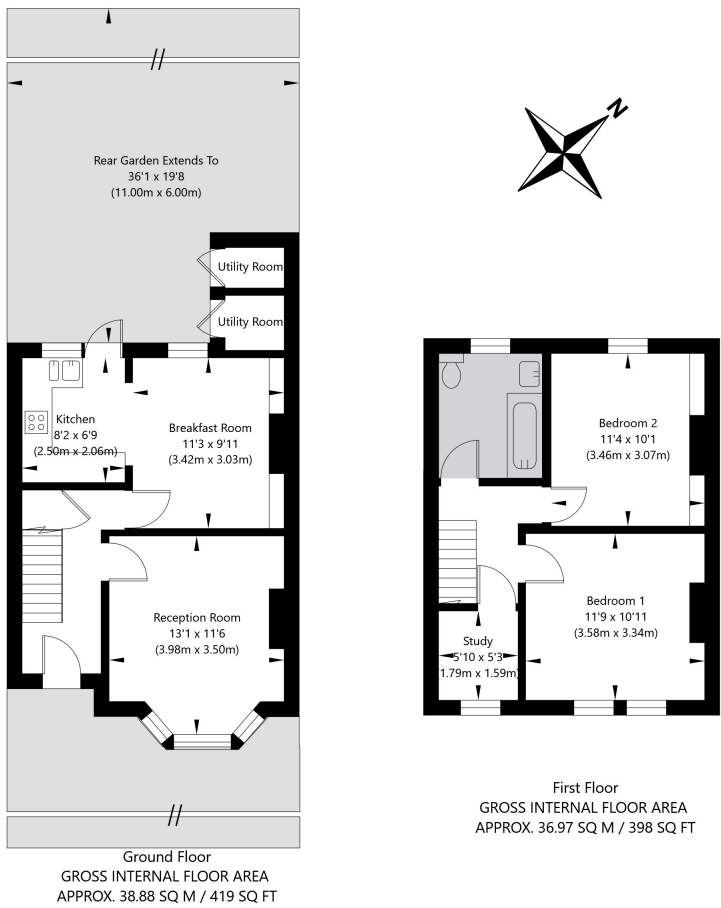 Rear Garden Extends To
36'1 x 19'8
(11.00m x 6.00m)
N
Utility Room
Utility Room
Kitchen
8'2 x 6'9
(2.50m x 2.06m)
Breakfast Room
11'3 x 9'11
(3.42m x 3.03m)
Reception Room
13'1 x 11'6
(3.98m x 3.50m)
Bedroom 2
11'4 x 10'1
(3.46m x 3.07m)
Bedroom 1
11'9 x 10'11
(3.58m x 3.34m)
Study
5'10 x 5'3
(1.79m x 1.59m)
First Floor
GROSS INTERNAL FLOOR AREA
APPROX. 36.97 SQ M / 398 SQ FT
Ground Floor
GROSS INTERNAL FLOOR AREA
APPROX. 38.88 SQ M / 419 SQ FT